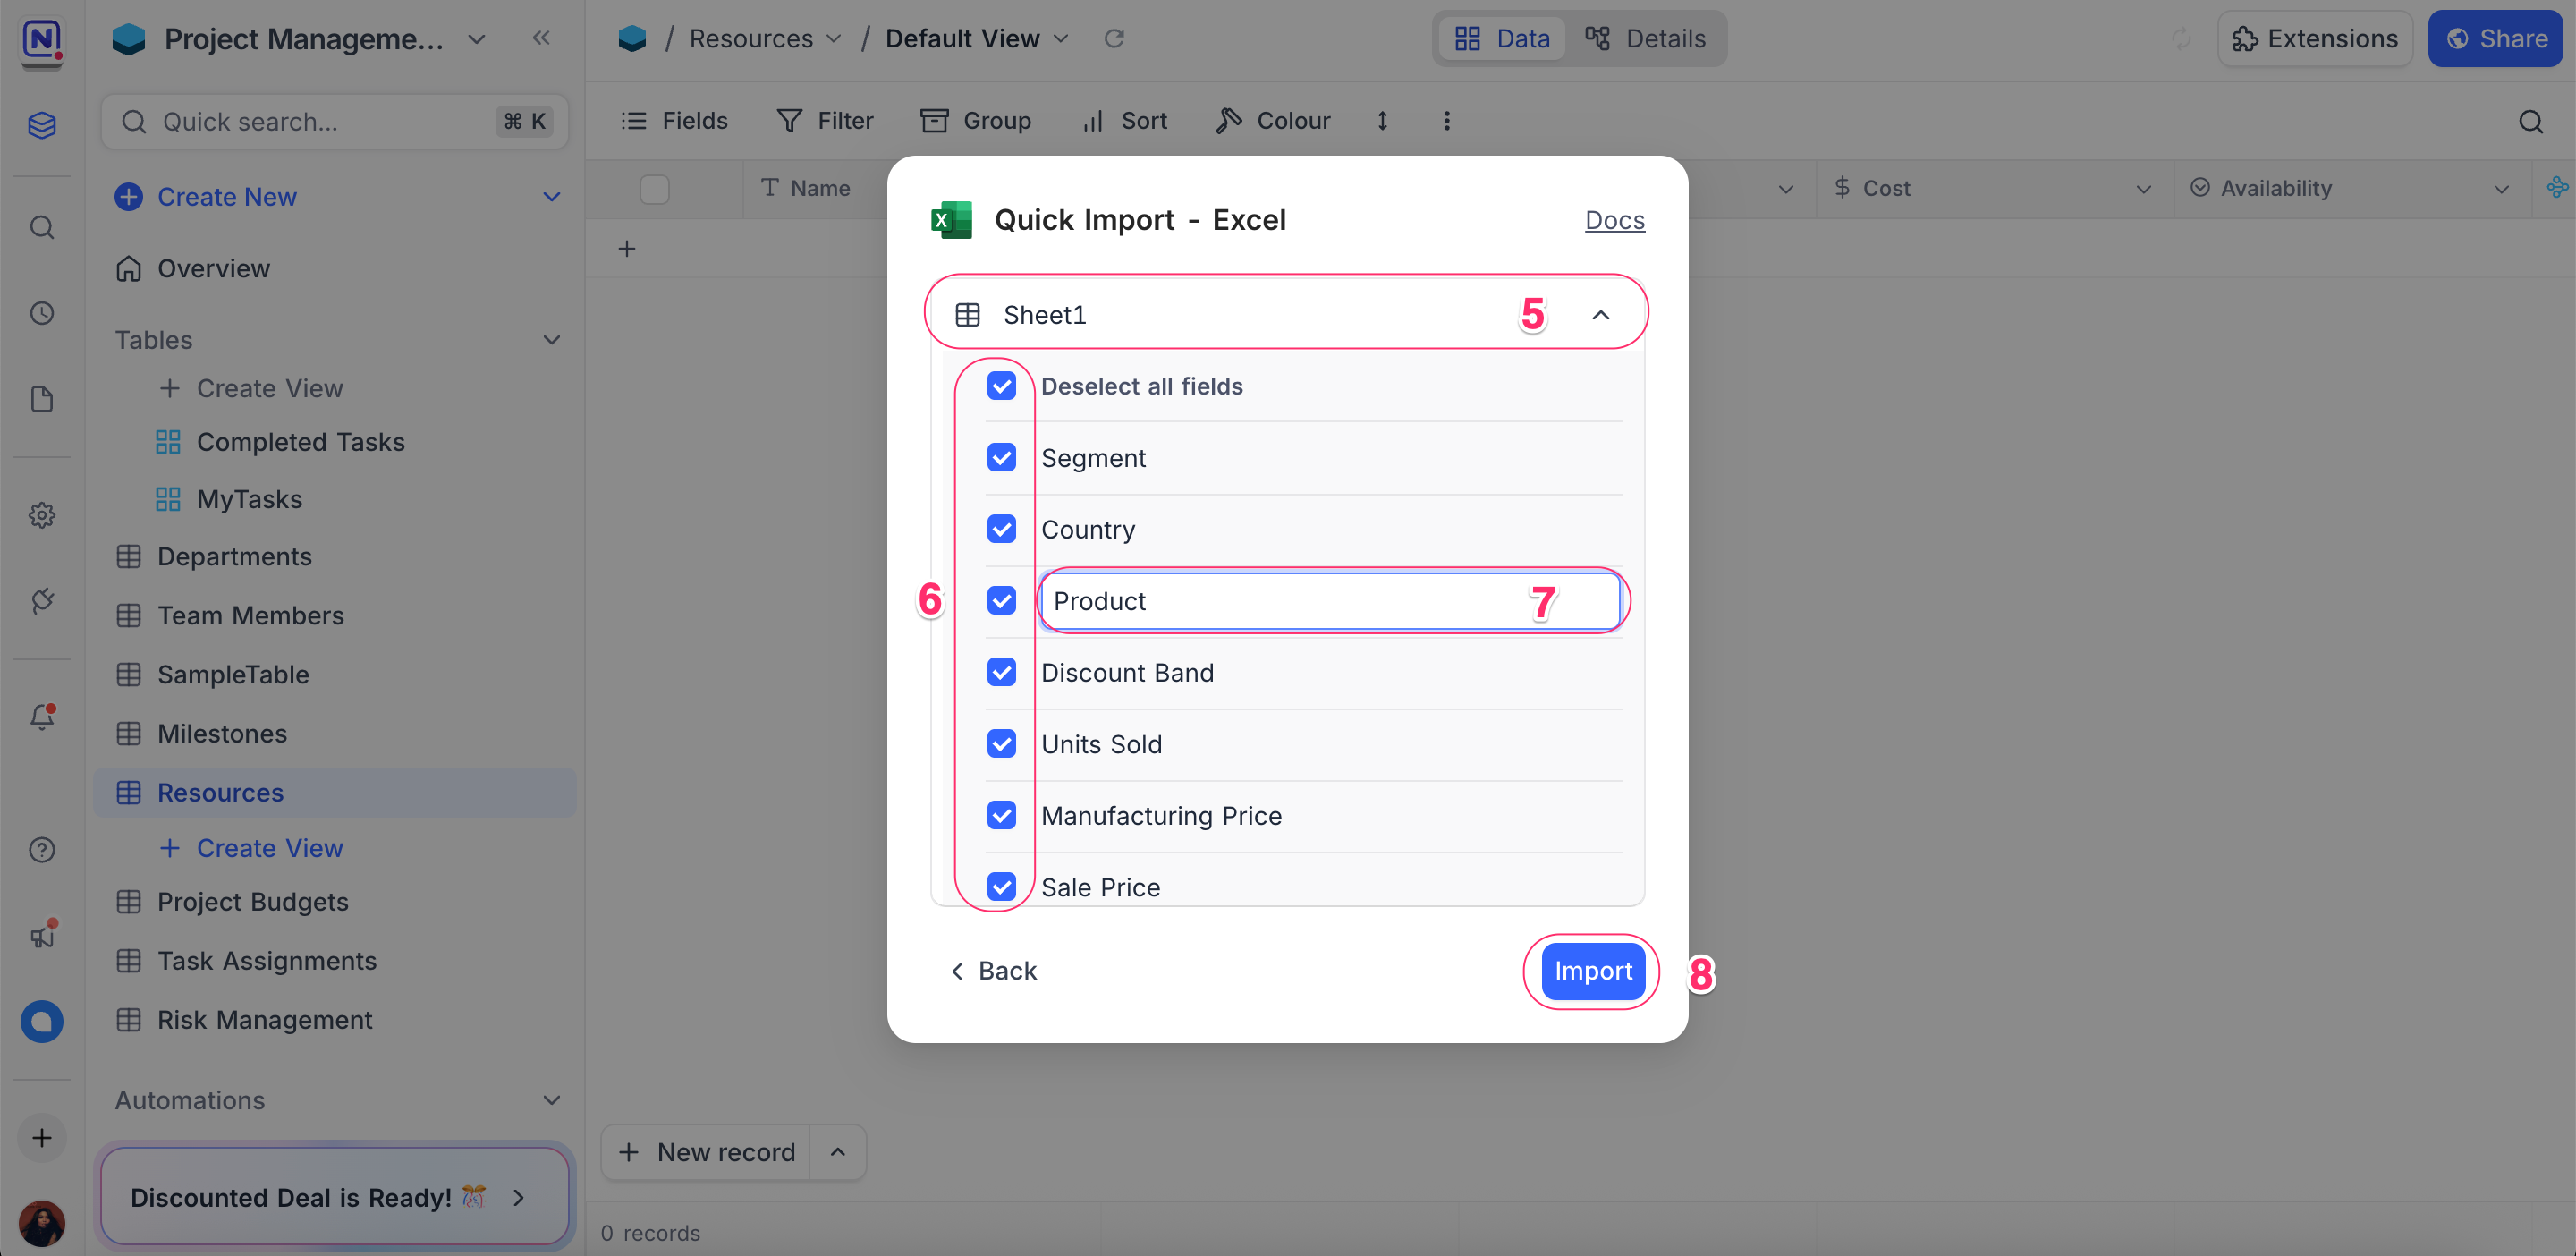 N
Project Manageme...
Quick search...
⌘ K
Create New
Overview
Tables
+ Create View
Completed Tasks
MyTasks
Departments
Team Members
SampleTable
Milestones
Resources
+ Create View
Project Budgets
Task Assignments
Risk Management
Automations
Discounted Deal is Ready! 🎊
/ Resources / Default View
Data
Details
Extensions
Share
Fields
Filter
Group
Sort
Colour
Name
$ Cost
Availability
X
Quick Import - Excel
Docs
Sheet1
5
Deselect all fields
Segment
Country
6
Product
7
Discount Band
Units Sold
Manufacturing Price
Sale Price
Back
Import
8
+ New record
0 records